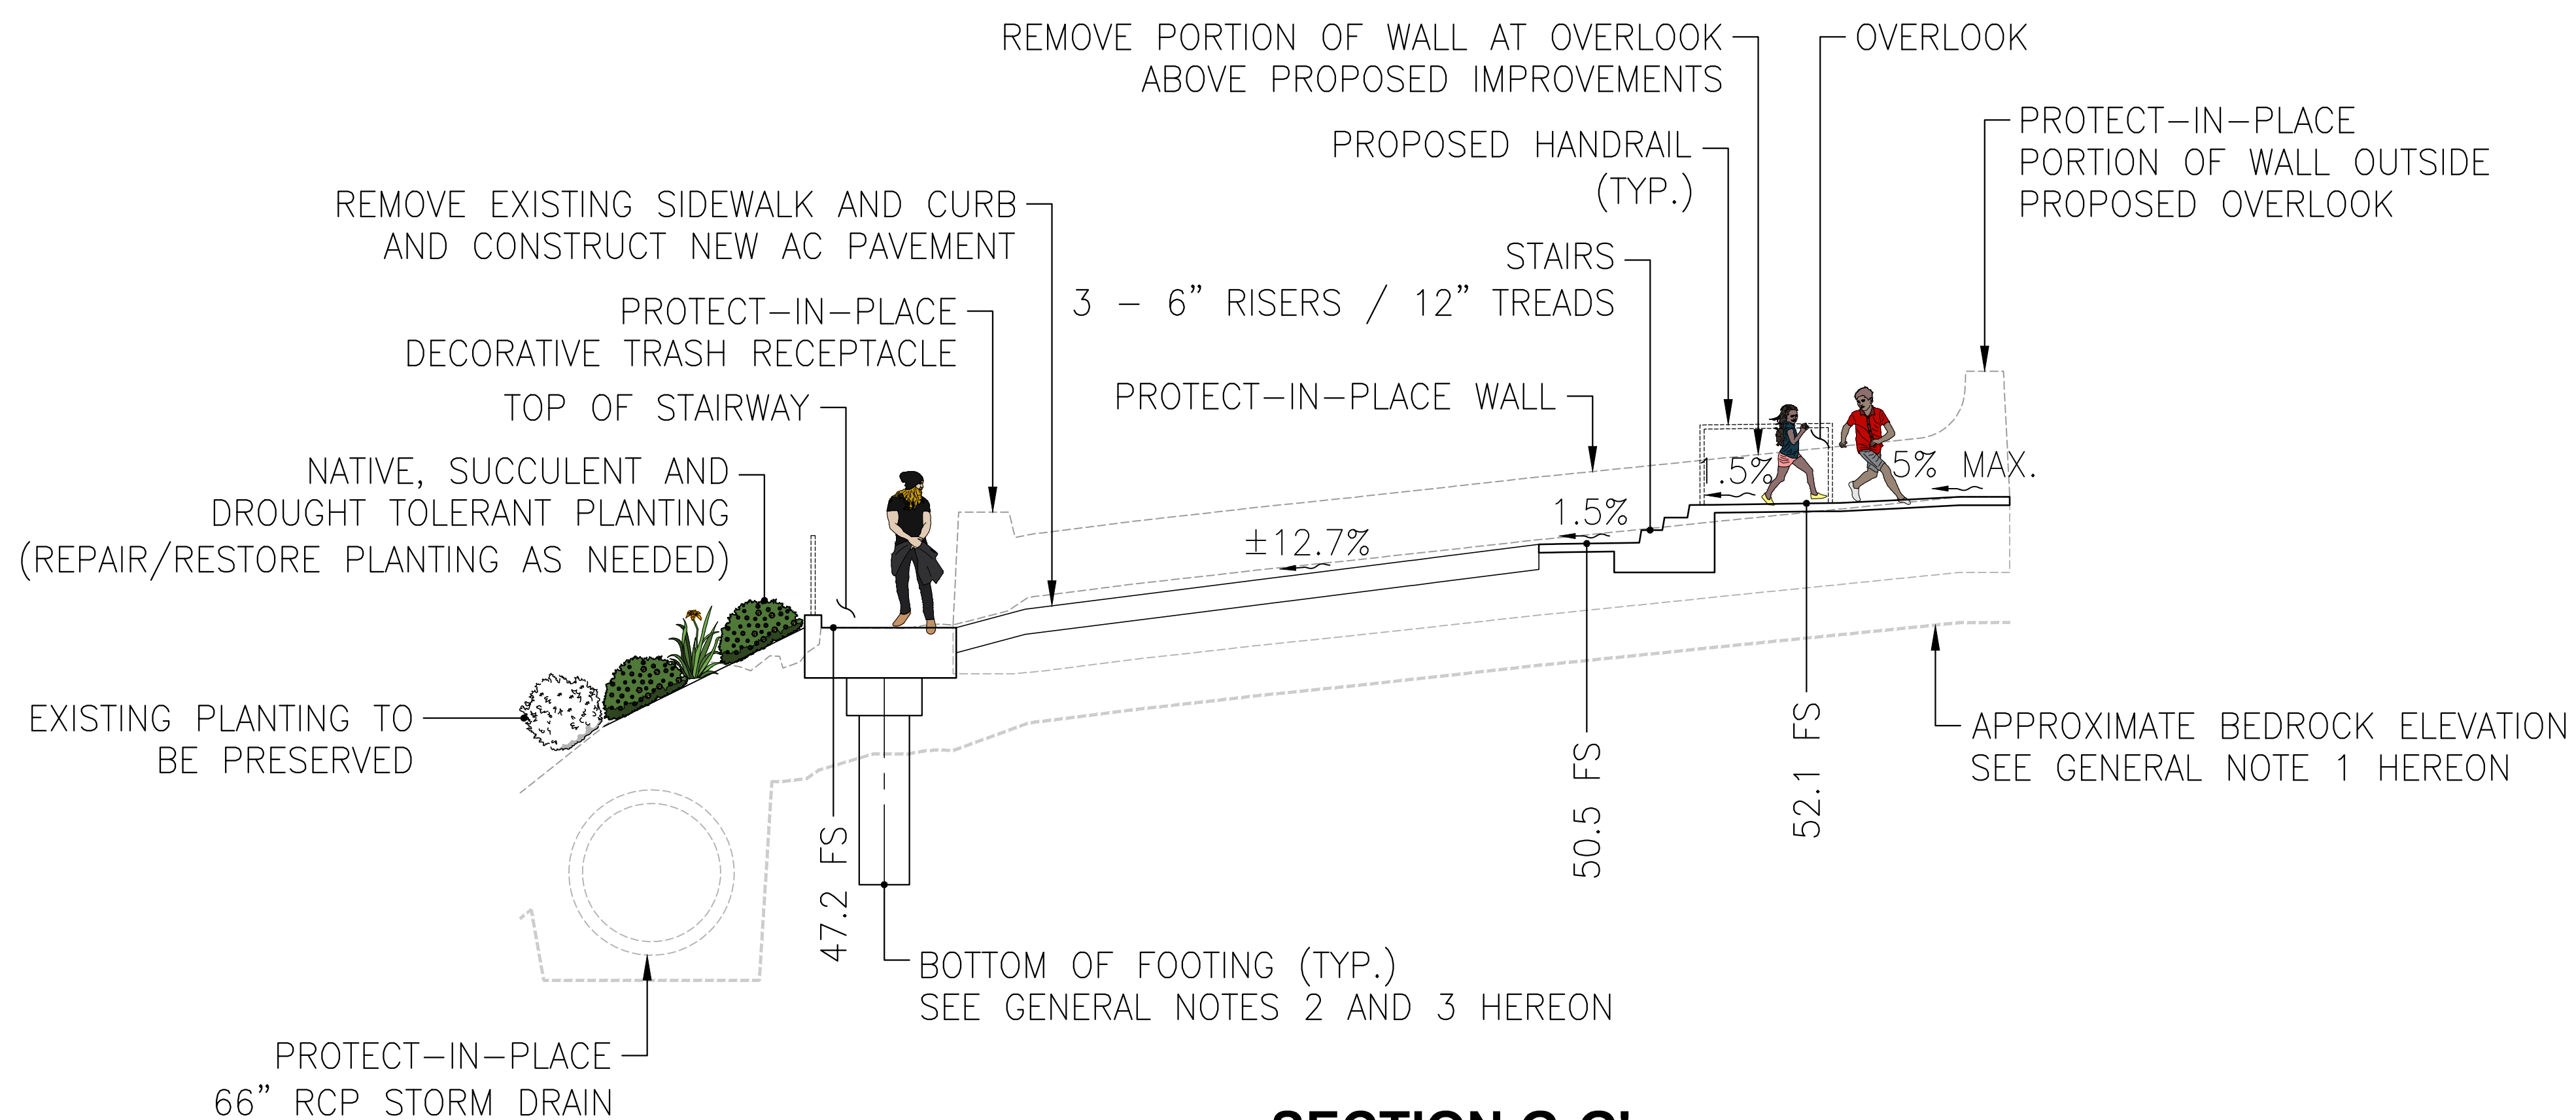 REMOVE PORTION OF WALL AT OVERLOOK
ABOVE PROPOSED IMPROVEMENTS
OVERLOOK
PROTECT-IN-PLACE
PORTION OF WALL OUTSIDE
PROPOSED OVERLOOK
PROPOSED HANDRAIL
(TYP.)
REMOVE EXISTING SIDEWALK AND CURB
AND CONSTRUCT NEW AC PAVEMENT
STAIRS
3 - 6" RISERS / 12" TREADS
PROTECT-IN-PLACE
DECORATIVE TRASH RECEPTACLE
PROTECT-IN-PLACE WALL
TOP OF STAIRWAY
NATIVE, SUCCULENT AND
DROUGHT TOLERANT PLANTING
(REPAIR/RESTORE PLANTING AS NEEDED)
1.5%
5% MAX.
1.5%
±12.7%
EXISTING PLANTING TO
BE PRESERVED
47.2 FS
50.5 FS
52.1 FS
APPROXIMATE BEDROCK ELEVATION
SEE GENERAL NOTE 1 HEREON
BOTTOM OF FOOTING (TYP.)
SEE GENERAL NOTES 2 AND 3 HEREON
PROTECT-IN-PLACE
66" RCP STORM DRAIN